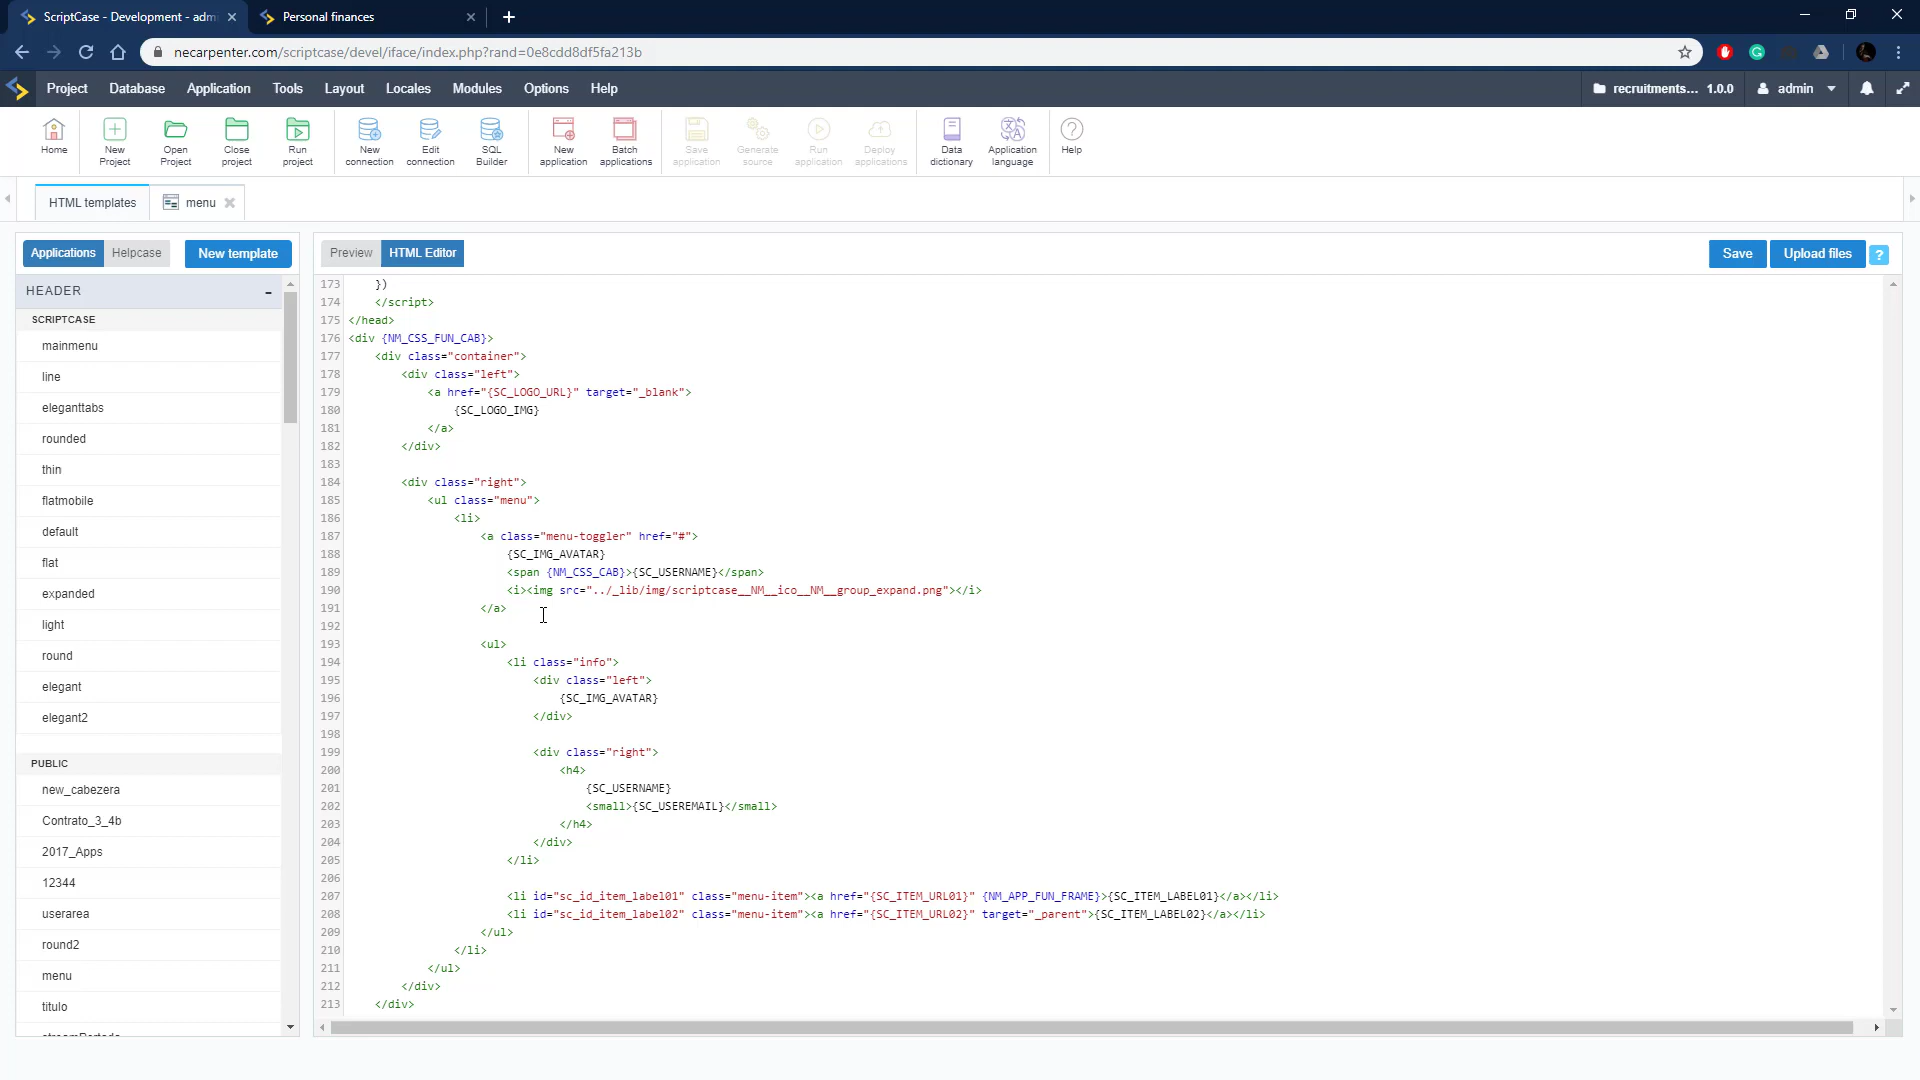 ScriptCase - Development - adm
Personal finances
necarpenter.com/scriptcase/devel/iface/index.php?rand=0e8cdd8df5fa213b
Project Database Application Tools Layout Locales Modules Options Help
recruitments... 1.0.0 admin
Home
New Project
Open Project
Close project
Run project
New connection
Edit connection
SQL Builder
New application
Batch applications
Save application
Generate source
Run application
Deploy applications
Data dictionary
Application language
Help
HTML templates menu
Applications Helpcase New template
Preview HTML Editor
Save Upload files ?
HEADER -
SCRIPTCASE
mainmenu
line
eleganttabs
rounded
thin
flatmobile
default
flat
expanded
light
round
elegant
elegant2
PUBLIC
new_cabezera
Contrato_3_4b
2017_Apps
12344
userarea
round2
menu
titulo
173 })
174 </script>
175 </head>
176 <div {NM_CSS_FUN_CAB}>
177 <div class="container">
178 <div class="left">
179 <a href="{SC_LOGO_URL}" target="_blank">
180 {SC_LOGO_IMG}
181 </a>
182 </div>
183
184 <div class="right">
185 <ul class="menu">
186 <li>
187 <a class="menu-toggler" href="#">
188 {SC_IMG_AVATAR}
189 <span {NM_CSS_CAB}>{SC_USERNAME}</span>
190 <i><img src="../_lib/img/scriptcase__NM__ico__NM__group_expand.png"></i>
191 </a>
192
193 <ul>
194 <li class="info">
195 <div class="left">
196 {SC_IMG_AVATAR}
197 </div>
198
199 <div class="right">
200 <h4>
201 {SC_USERNAME}
202 <small>{SC_USEREMAIL}</small>
203 </h4>
204 </div>
205 </li>
206
207 <li id="sc_id_item_label01" class="menu-item"><a href="{SC_ITEM_URL01}" {NM_APP_FUN_FRAME}>{SC_ITEM_LABEL01}</a></li>
208 <li id="sc_id_item_label02" class="menu-item"><a href="{SC_ITEM_URL02}" target="_parent">{SC_ITEM_LABEL02}</a></li>
209 </ul>
210 </li>
211 </ul>
212 </div>
213 </div>